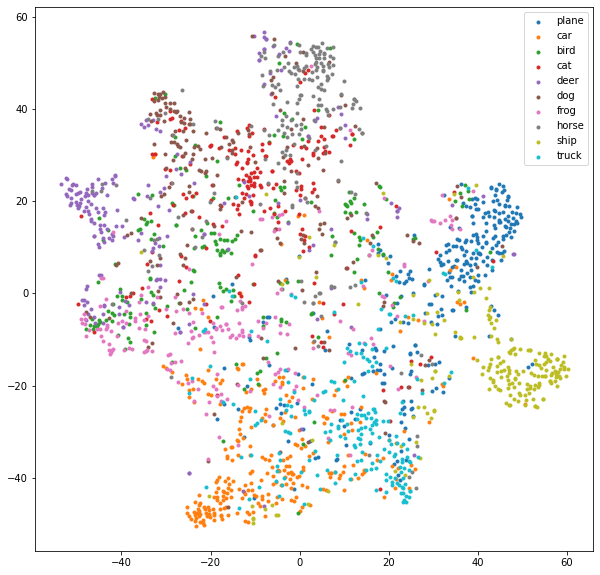 60
40
20
0
−20
−40
−40
−20
0
20
40
60
plane
car
bird
cat
deer
dog
frog
horse
ship
truck